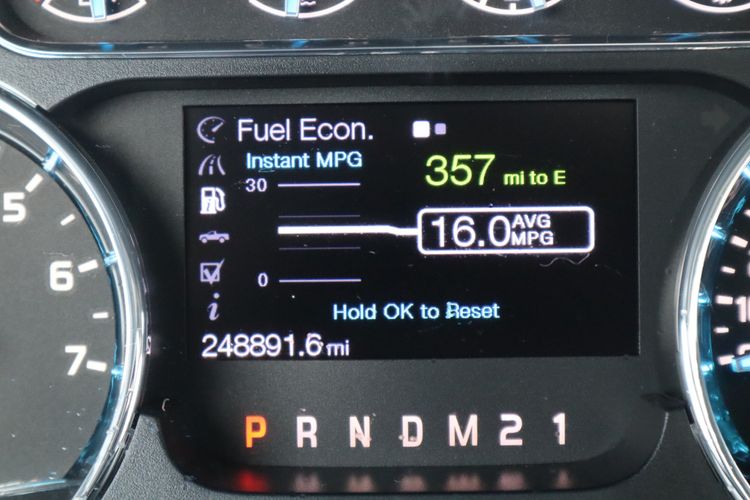 Fuel Econ.
Instant MPG
30
357 mi to E
16.0 AVG MPG
0
Hold OK to Reset
248891.6 mi
P R N D M 2 1
5
6
7